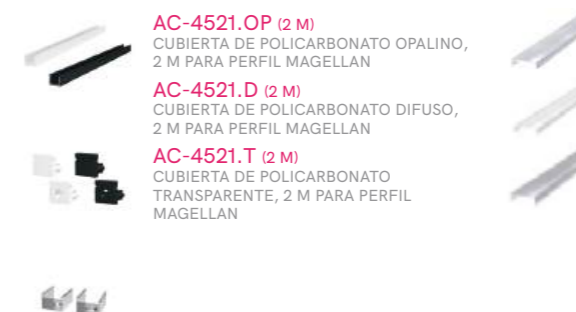 AC-4521.OP (2 M)
CUBIERTA DE POLICARBONATO OPALINO,
2 M PARA PERFIL MAGELLAN
AC-4521.D (2 M)
CUBIERTA DE POLICARBONATO DIFUSO,
2 M PARA PERFIL MAGELLAN
AC-4521.T (2 M)
CUBIERTA DE POLICARBONATO
TRANSPARENTE, 2 M PARA PERFIL
MAGELLAN